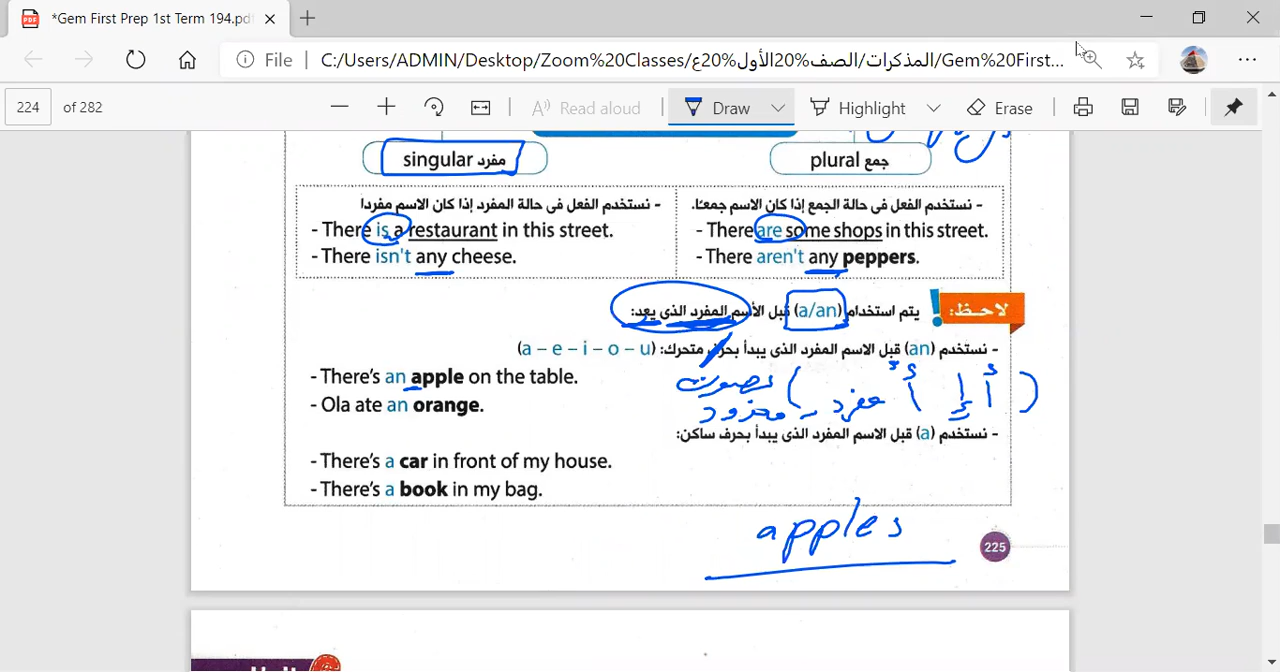 *Gem First Prep 1st Term 194.pdf
File C:/Users/ADMIN/Desktop/Zoom%20Classes/المذكرات/الصف%20الأول%20ع/Gem%20First...
224 of 282 Read aloud Draw Highlight Erase
singular مفرد
plural جمع
- نستخدم الفعل فى حالة المفرد إذا كان الاسم مفردا
- There is a restaurant in this street.
- There isn't any cheese.
- نستخدم الفعل فى حالة الجمع إذا كان الاسم جمعًا.
- There are some shops in this street.
- There aren't any peppers.
لاحظ:
يتم استخدام (a/an) قبل الأسم المفرد الذى يعد:
- نستخدم (an) قبل الاسم المفرد الذى يبدأ بحرف متحرك: (a – e – i – o – u)
- There's an apple on the table.
- Ola ate an orange.
بصوت
(أ إ أُ)
مفرد
- نستخدم (a) قبل الاسم المفرد الذى يبدأ بحرف ساكن:
- There's a car in front of my house.
- There's a book in my bag.
apples
225